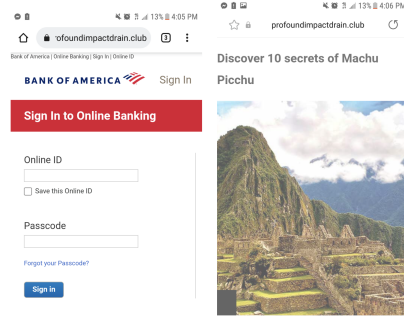 13% 4:05 PM
rofoundimpactdrain.club
3
Bank of America | Online Banking | Sign In | Online ID
BANK OF AMERICA
Sign In
Sign In to Online Banking
Online ID
Save this Online ID
Passcode
Forgot your Passcode?
Sign in
13% 4:06 PM
profoundimpactdrain.club
Discover 10 secrets of Machu
Picchu